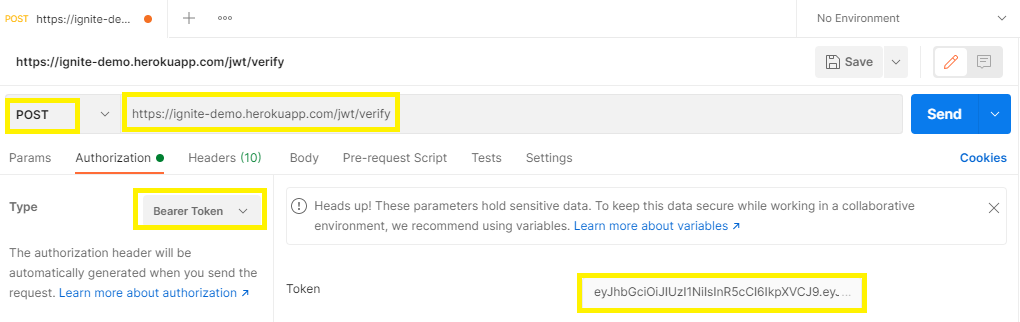 POST https://ignite-de... + ooo No Environment
https://ignite-demo.herokuapp.com/jwt/verify Save
POST https://ignite-demo.herokuapp.com/jwt/verify Send
Params Authorization Headers (10) Body Pre-request Script Tests Settings Cookies
Type Bearer Token
The authorization header will be
automatically generated when you send the
request. Learn more about authorization ↗
Heads up! These parameters hold sensitive data. To keep this data secure while working in a collaborative
environment, we recommend using variables. Learn more about variables ↗
Token eyJhbGciOiJIUzI1NiIsInR5cCI6IkpXVCJ9.ey... ...